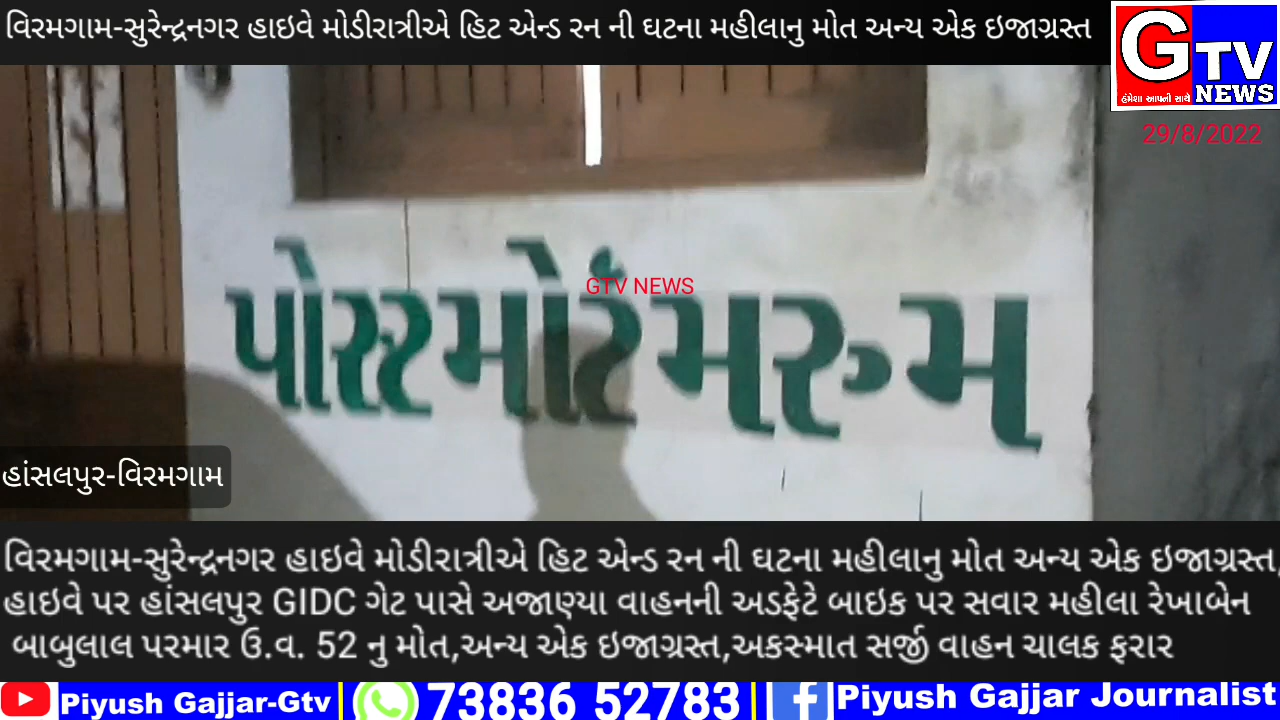 વિરમગામ-સુરેન્દ્રનગર હાઇવે મોડીરાત્રીએ હિટ એન્ડ રન ની ઘટના મહીલાનુ મોત અન્ય એક ઇજાગ્રસ્ત
GTV
હંમેશા આપની સાથે NEWS
29/8/2022
GTV NEWS
પોસ્ટમોર્ટમરુમ
હાંસલપુર-વિરમગામ
વિરમગામ-સુરેન્દ્રનગર હાઇવે મોડીરાત્રીએ હિટ એન્ડ રન ની ઘટના મહીલાનુ મોત અન્ય એક ઇજાગ્રસ્ત,
હાઇવે પર હાંસલપુર GIDC ગેટ પાસે અજાણ્યા વાહનની અડફેટે બાઇક પર સવાર મહીલા રેખાબેન
બાબુલાલ પરમાર ઉ.વ. 52 નુ મોત,અન્ય એક ઇજાગ્રસ્ત,અકસ્માત સર્જી વાહન ચાલક ફરાર
Piyush Gajjar-Gtv 73836 52783 Piyush Gajjar Journalist